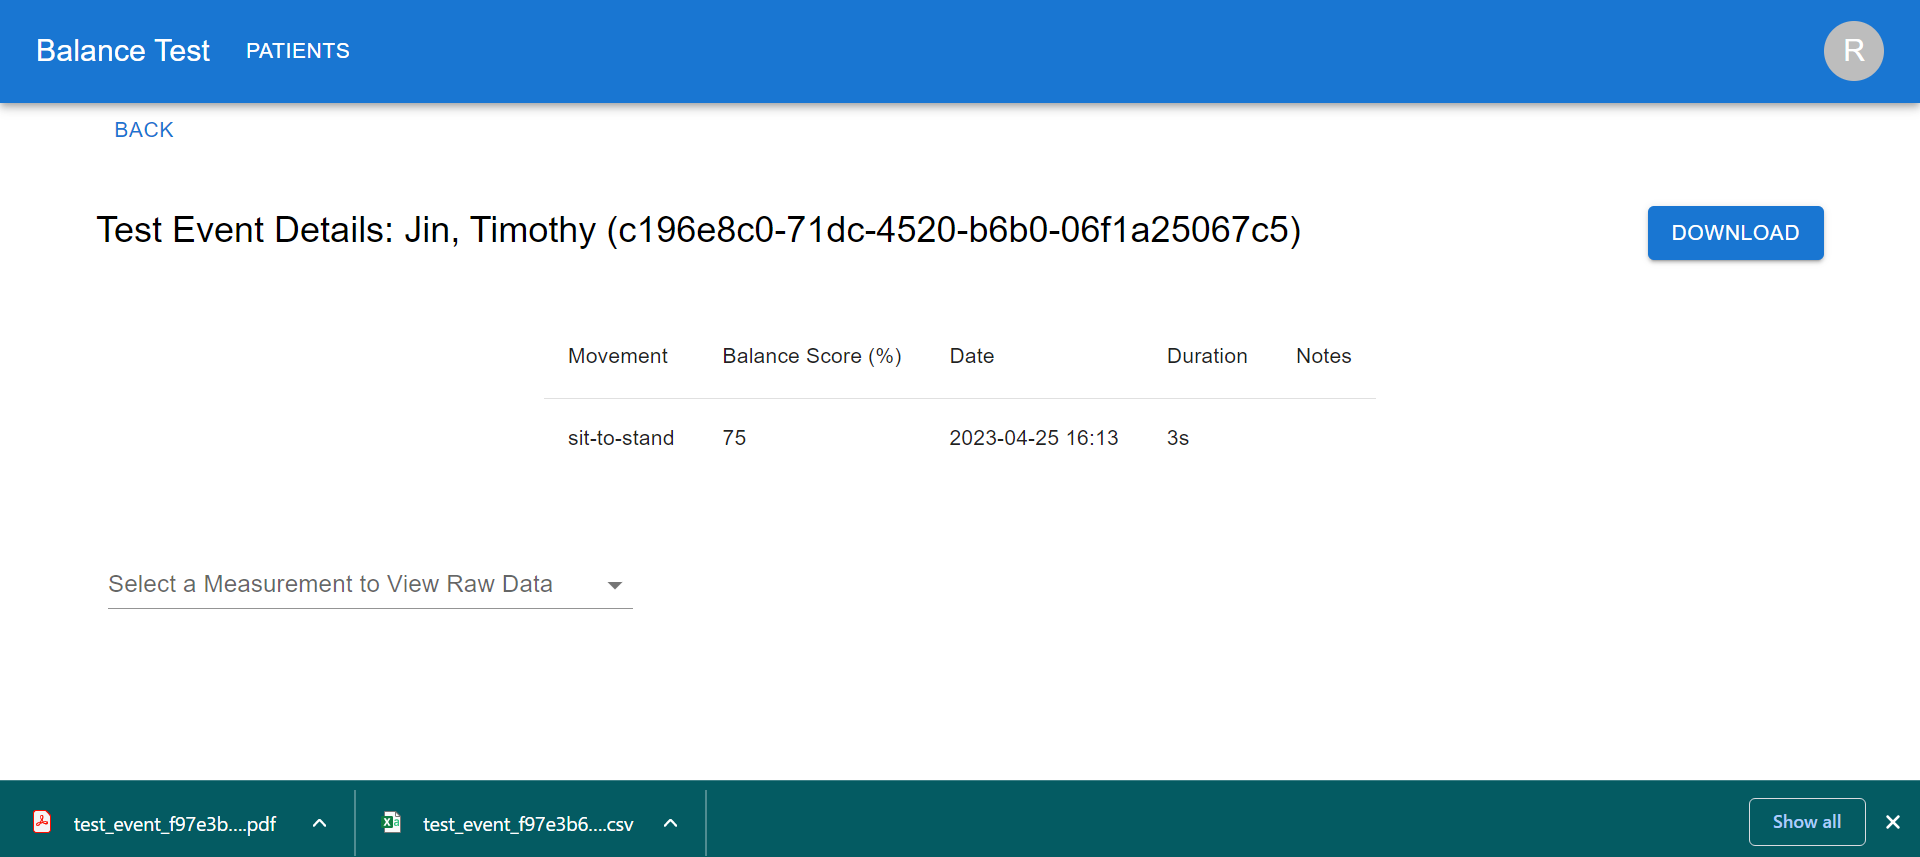 Balance Test PATIENTS R
BACK
Test Event Details: Jin, Timothy (c196e8c0-71dc-4520-b6b0-06f1a25067c5) DOWNLOAD
Movement Balance Score (%) Date Duration Notes
sit-to-stand 75 2023-04-25 16:13 3s
Select a Measurement to View Raw Data
test_event_f97e3b....pdf test_event_f97e3b6....csv Show all